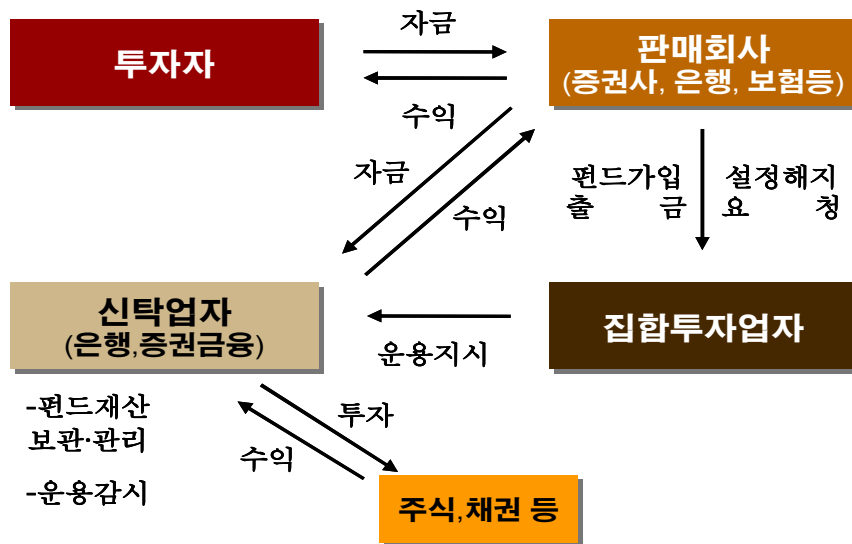 자금
투자자
판매회사
(증권사, 은행, 보험등)
수익
자금
수익
펀드가입
출 금
설정해지
요 청
신탁업자
(은행,증권금융)
집합투자업자
운용지시
-펀드재산
보관·관리
-운용감시
투자
수익
주식,채권 등